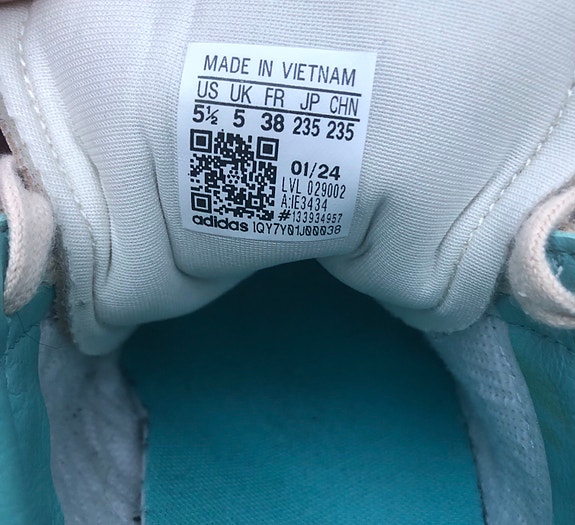 MADE IN VIETNAM
US UK FR JP CHN
5½ 5 38 235 235
01/24
LVL 029002
A:IE3434
#133934957
adidas 1QY7Y01J00038